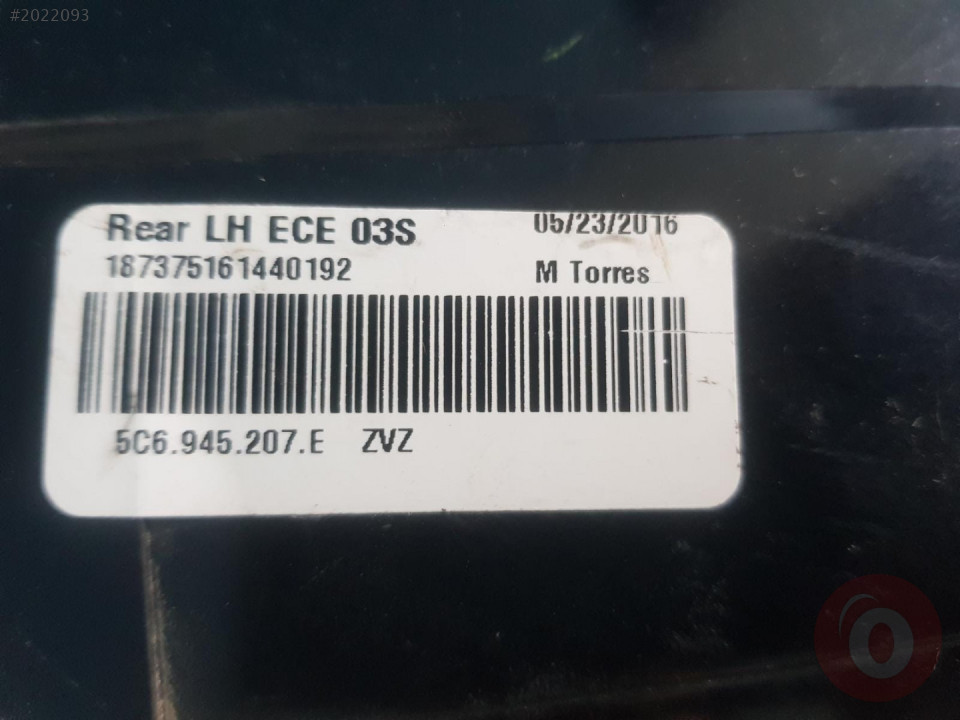 #2022093
Rear LH ECE 03S 05/23/2016
187375161440192 M Torres
5C6.945.207.E ZVZ
O